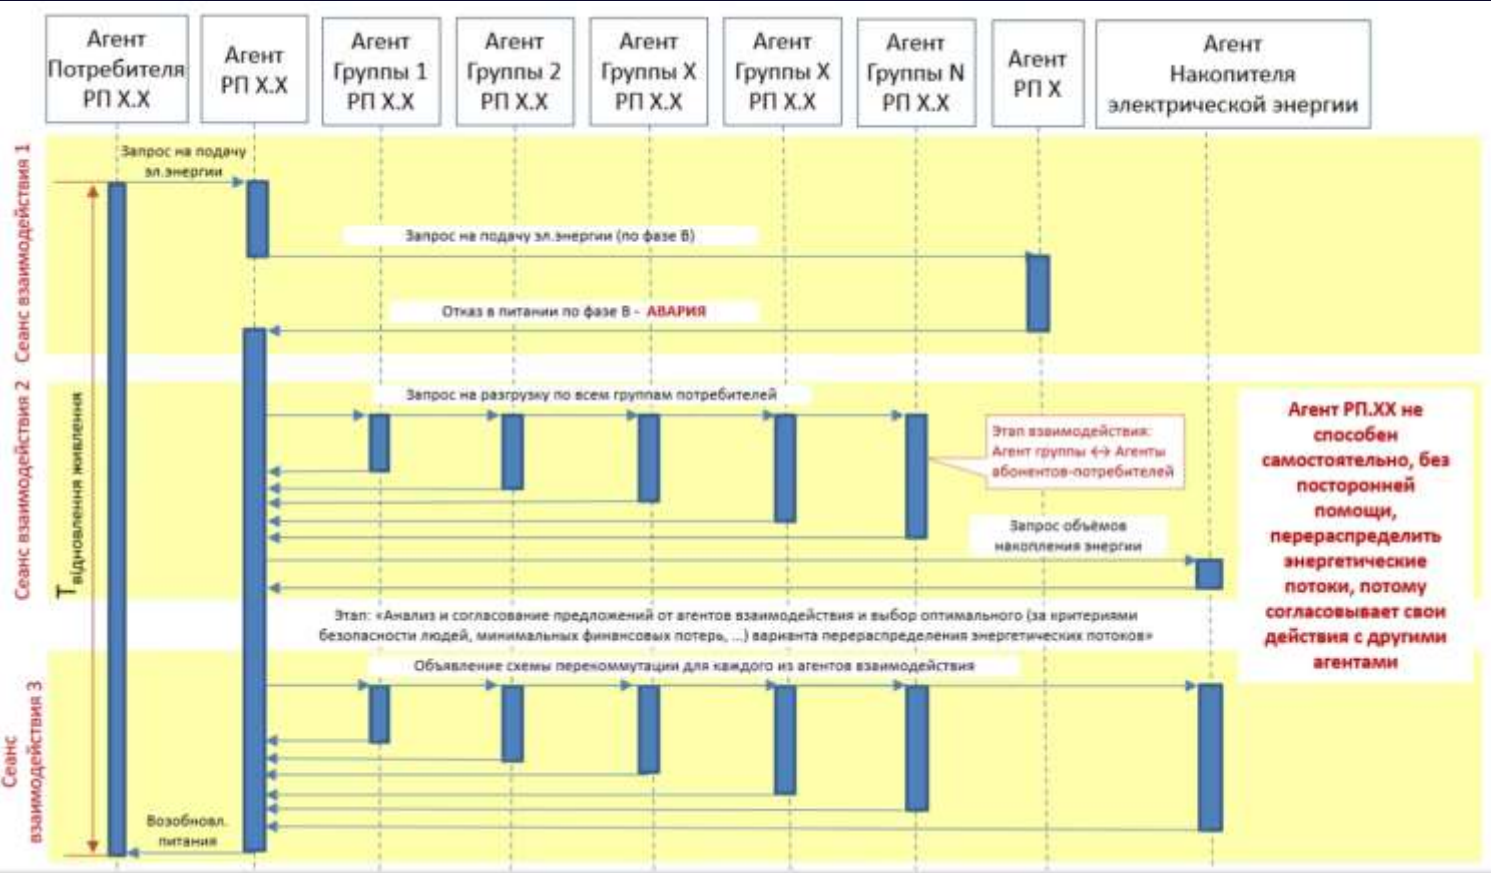 Агент
Потребителя
РП Х.Х
Агент
РП Х.Х
Агент
Группы 1
РП Х.Х
Агент
Группы 2
РП Х.Х
Агент
Группы Х
РП Х.Х
Агент
Группы Х
РП Х.Х
Агент
Группы N
РП Х.Х
Агент
РП Х
Агент
Накопителя
электрической энергии
Сеанс взаимодействия 1
Запрос на подачу
эл.энергии
Запрос на подачу эл.энергии (по фазе В)
Отказ в питании по фазе В - АВАРИЯ
Сеанс взаимодействия 2
Т відновлення живлення
Запрос на разгрузку по всем группам потребителей
Этап взаимодействия:
Агент группы <-> Агенты
абонентов-потребителей
Запрос объёмов
накопления энергии
Агент РП.ХХ не
способен
самостоятельно, без
посторонней
помощи,
перераспределить
энергетические
потоки, потому
согласовывает свои
действия с другими
агентами
Этап: «Анализ и согласование предложений от агентов взаимодействия и выбор оптимального (за критериями
безопасности людей, минимальных финансовых потерь, ...) варианта перераспределения энергетических потоков»
Сеанс
взаимодействия 3
Объявление схемы перекоммутации для каждого из агентов взаимодействия
Возобновл.
питания